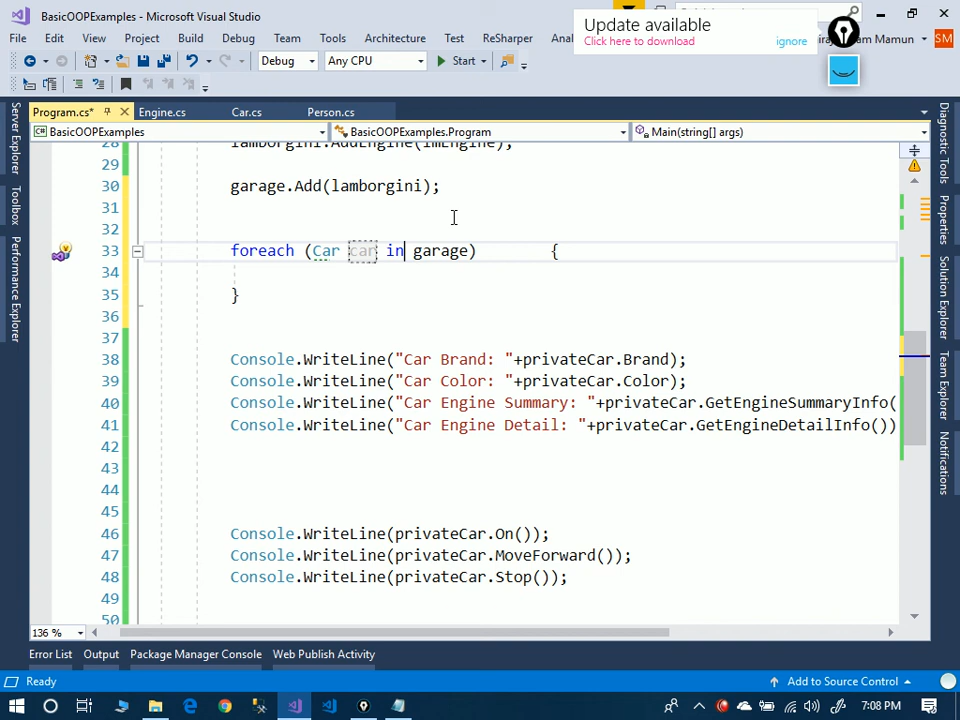 BasicOOPExamples - Microsoft Visual Studio
Update available
Click here to download
ignore
File Edit View Project Build Debug Team Tools Architecture Test ReSharper
am Mamun
SM
Debug
Any CPU
Start
Program.cs*
Engine.cs
Car.cs
Person.cs
BasicOOPExamples
BasicOOPExamples.Program
Main(string[] args)
Server Explorer
Toolbox
Performance Explorer
28 lamborgini.AddEngine(lmEngine);
29
30 garage.Add(lamborgini);
31
32
33 foreach (Car car in garage) {
34
35 }
36
37
38 Console.WriteLine("Car Brand: "+privateCar.Brand);
39 Console.WriteLine("Car Color: "+privateCar.Color);
40 Console.WriteLine("Car Engine Summary: "+privateCar.GetEngineSummaryInfo(
41 Console.WriteLine("Car Engine Detail: "+privateCar.GetEngineDetailInfo())
42
43
44
45
46 Console.WriteLine(privateCar.On());
47 Console.WriteLine(privateCar.MoveForward());
48 Console.WriteLine(privateCar.Stop());
49
50
Diagnostic Tools
Properties
Solution Explorer
Team Explorer
Notifications
136 %
Error List
Output
Package Manager Console
Web Publish Activity
Ready
Add to Source Control
7:08 PM